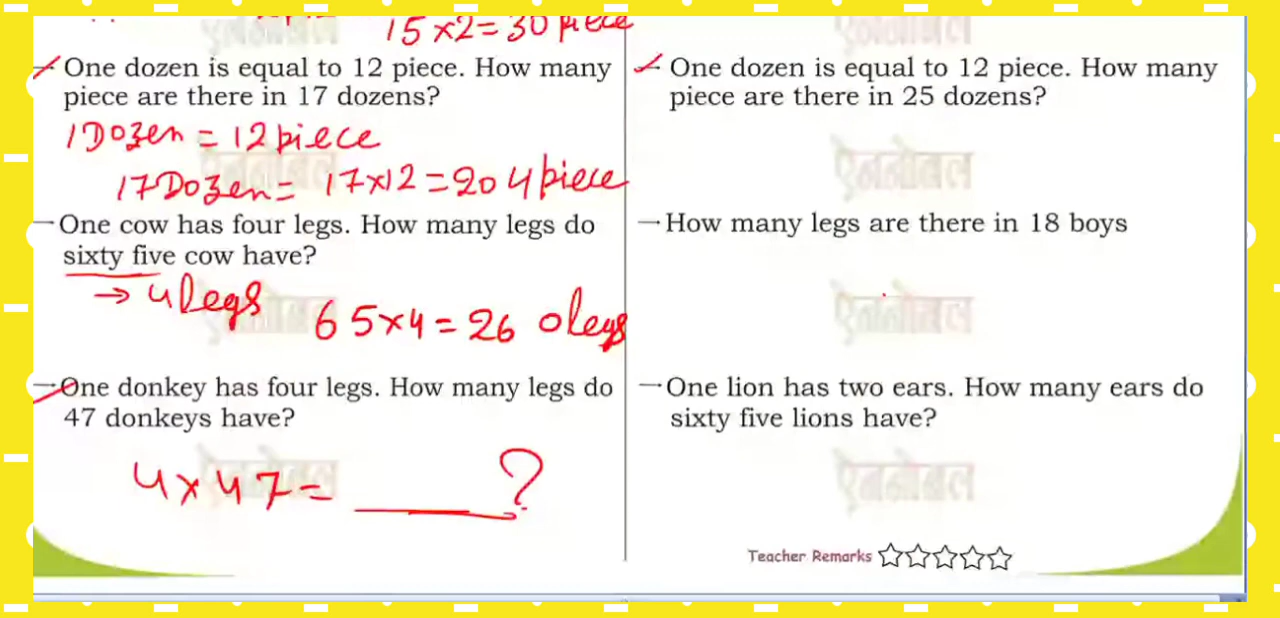 15×2=30 piece
One dozen is equal to 12 piece. How many
piece are there in 17 dozens?
1Dozen = 12 piece
17Dozen = 17×12=204 piece
One cow has four legs. How many legs do
sixty five cow have?
→ 4 legs
65×4=260 legs
One donkey has four legs. How many legs do
47 donkeys have?
4×47= ____?
One dozen is equal to 12 piece. How many
piece are there in 25 dozens?
How many legs are there in 18 boys
One lion has two ears. How many ears do
sixty five lions have?
Teacher Remarks